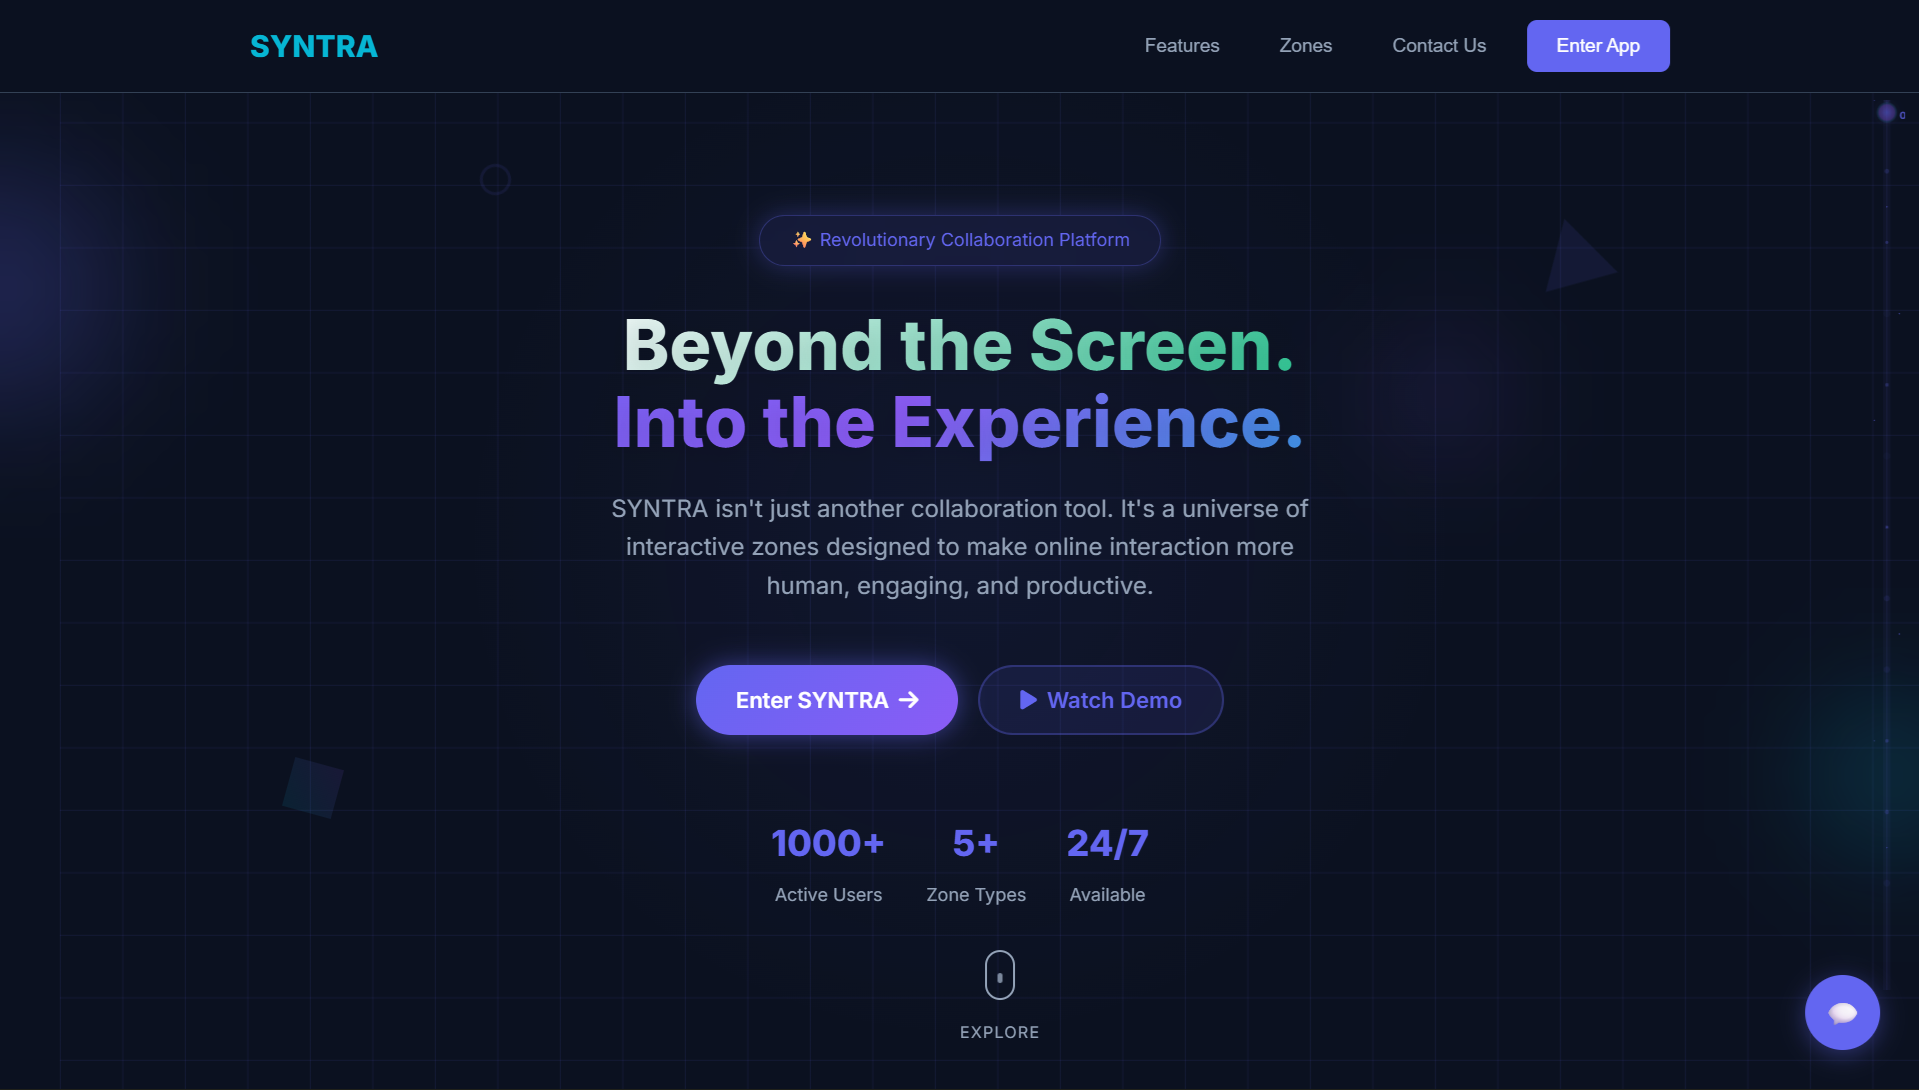 SYNTRA
Features
Zones
Contact Us
Enter App
0
✨ Revolutionary Collaboration Platform
Beyond the Screen.
Into the Experience.
SYNTRA isn't just another collaboration tool. It's a universe of
interactive zones designed to make online interaction more
human, engaging, and productive.
Enter SYNTRA →
Watch Demo
1000+
Active Users
5+
Zone Types
24/7
Available
EXPLORE